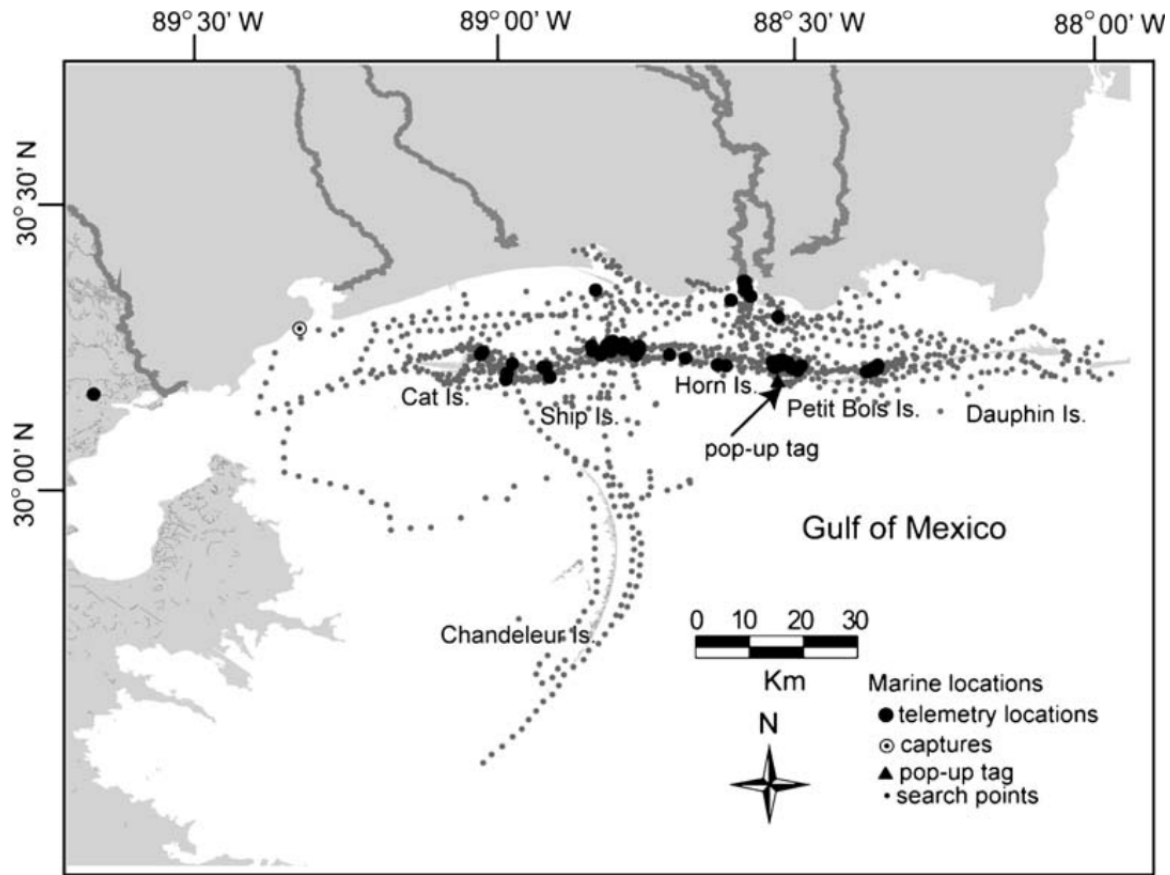 89° 30' W
89° 00' W
88° 30' W
88° 00' W
30° 30' N
30° 00' N
Cat Is.
Ship Is.
Horn Is.
Petit Bois Is.
Dauphin Is.
pop-up tag
Gulf of Mexico
Chandeleur Is.
0 10 20 30
Km
N
Marine locations
telemetry locations
captures
pop-up tag
search points